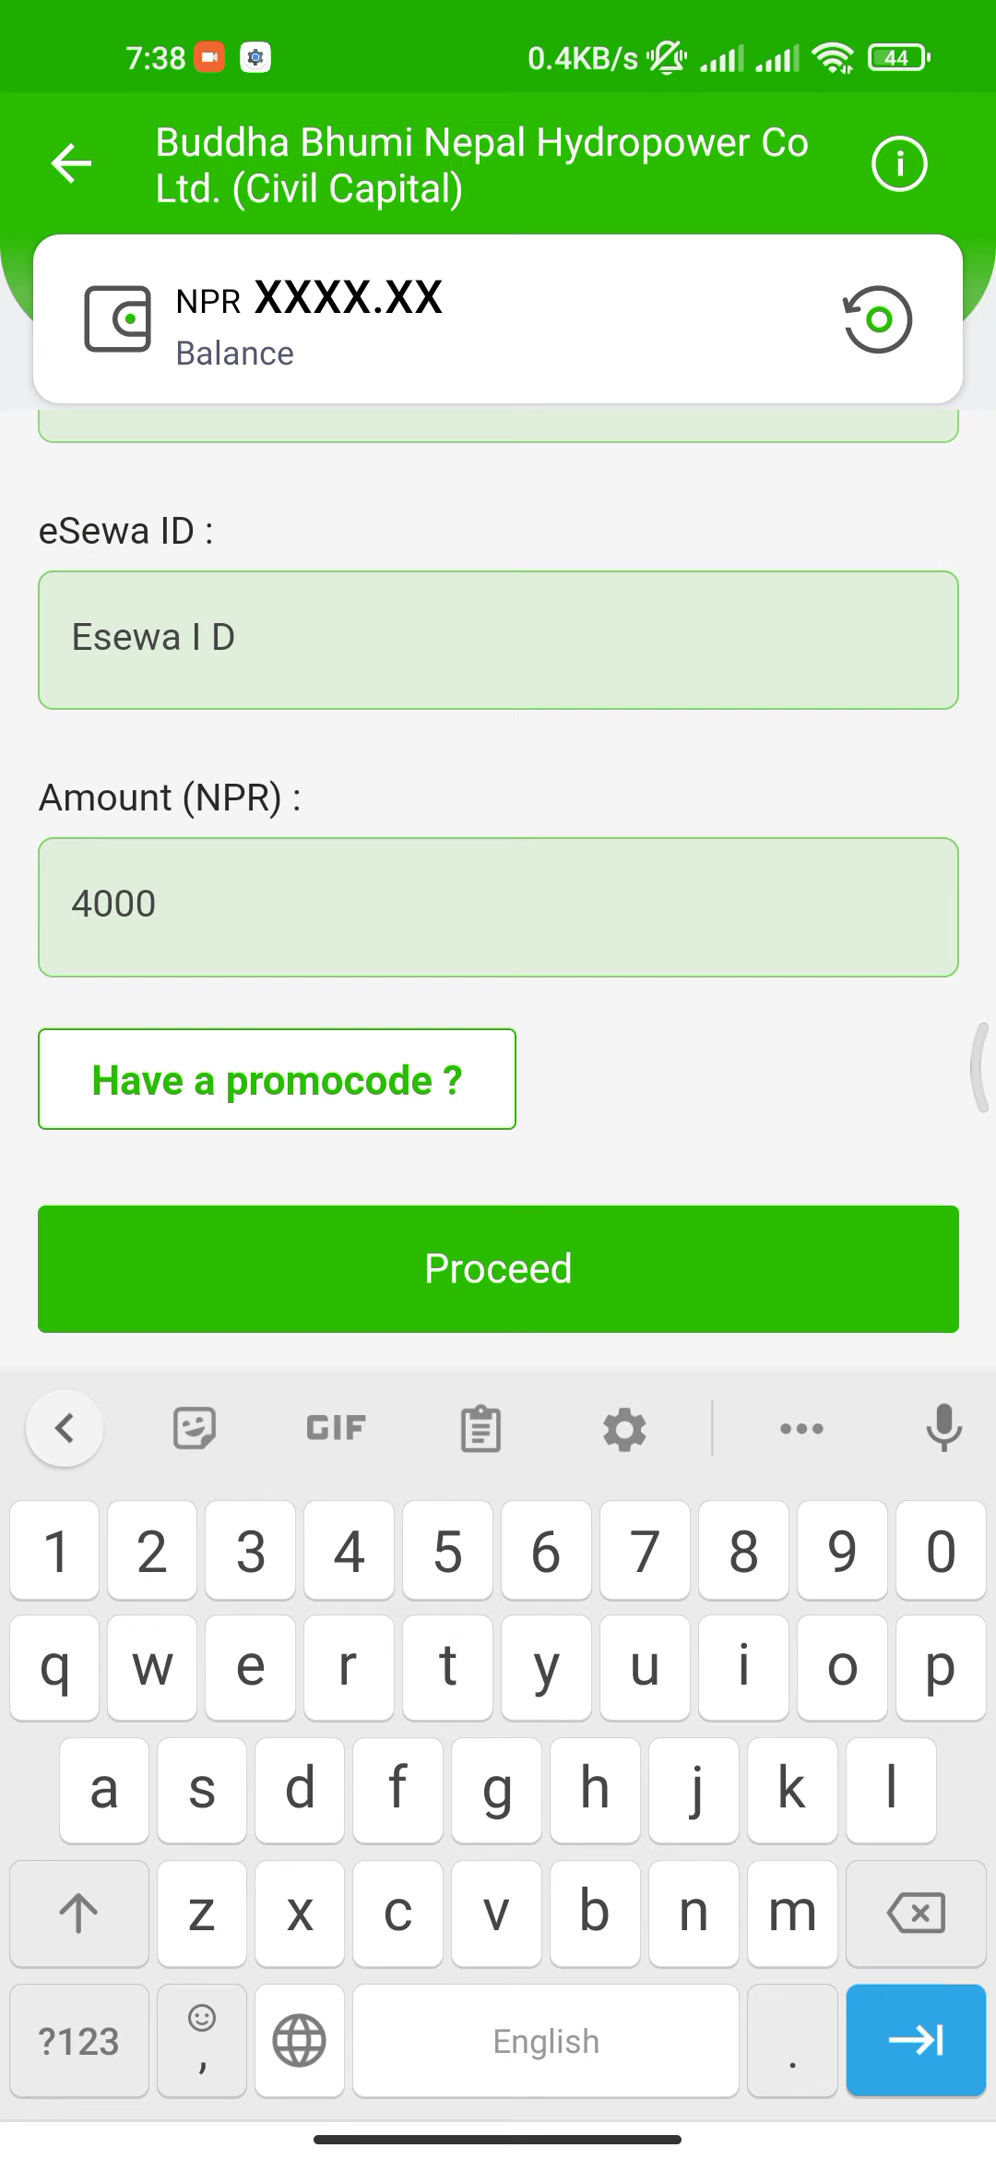 7:38 0.4KB/s 44
Buddha Bhumi Nepal Hydropower Co
Ltd. (Civil Capital)
NPR XXXX.XX
Balance
eSewa ID :
Esewa I D
Amount (NPR) :
4000
Have a promocode ?
Proceed
GIF
1 2 3 4 5 6 7 8 9 0
q w e r t y u i o p
a s d f g h j k l
z x c v b n m
?123 , English .